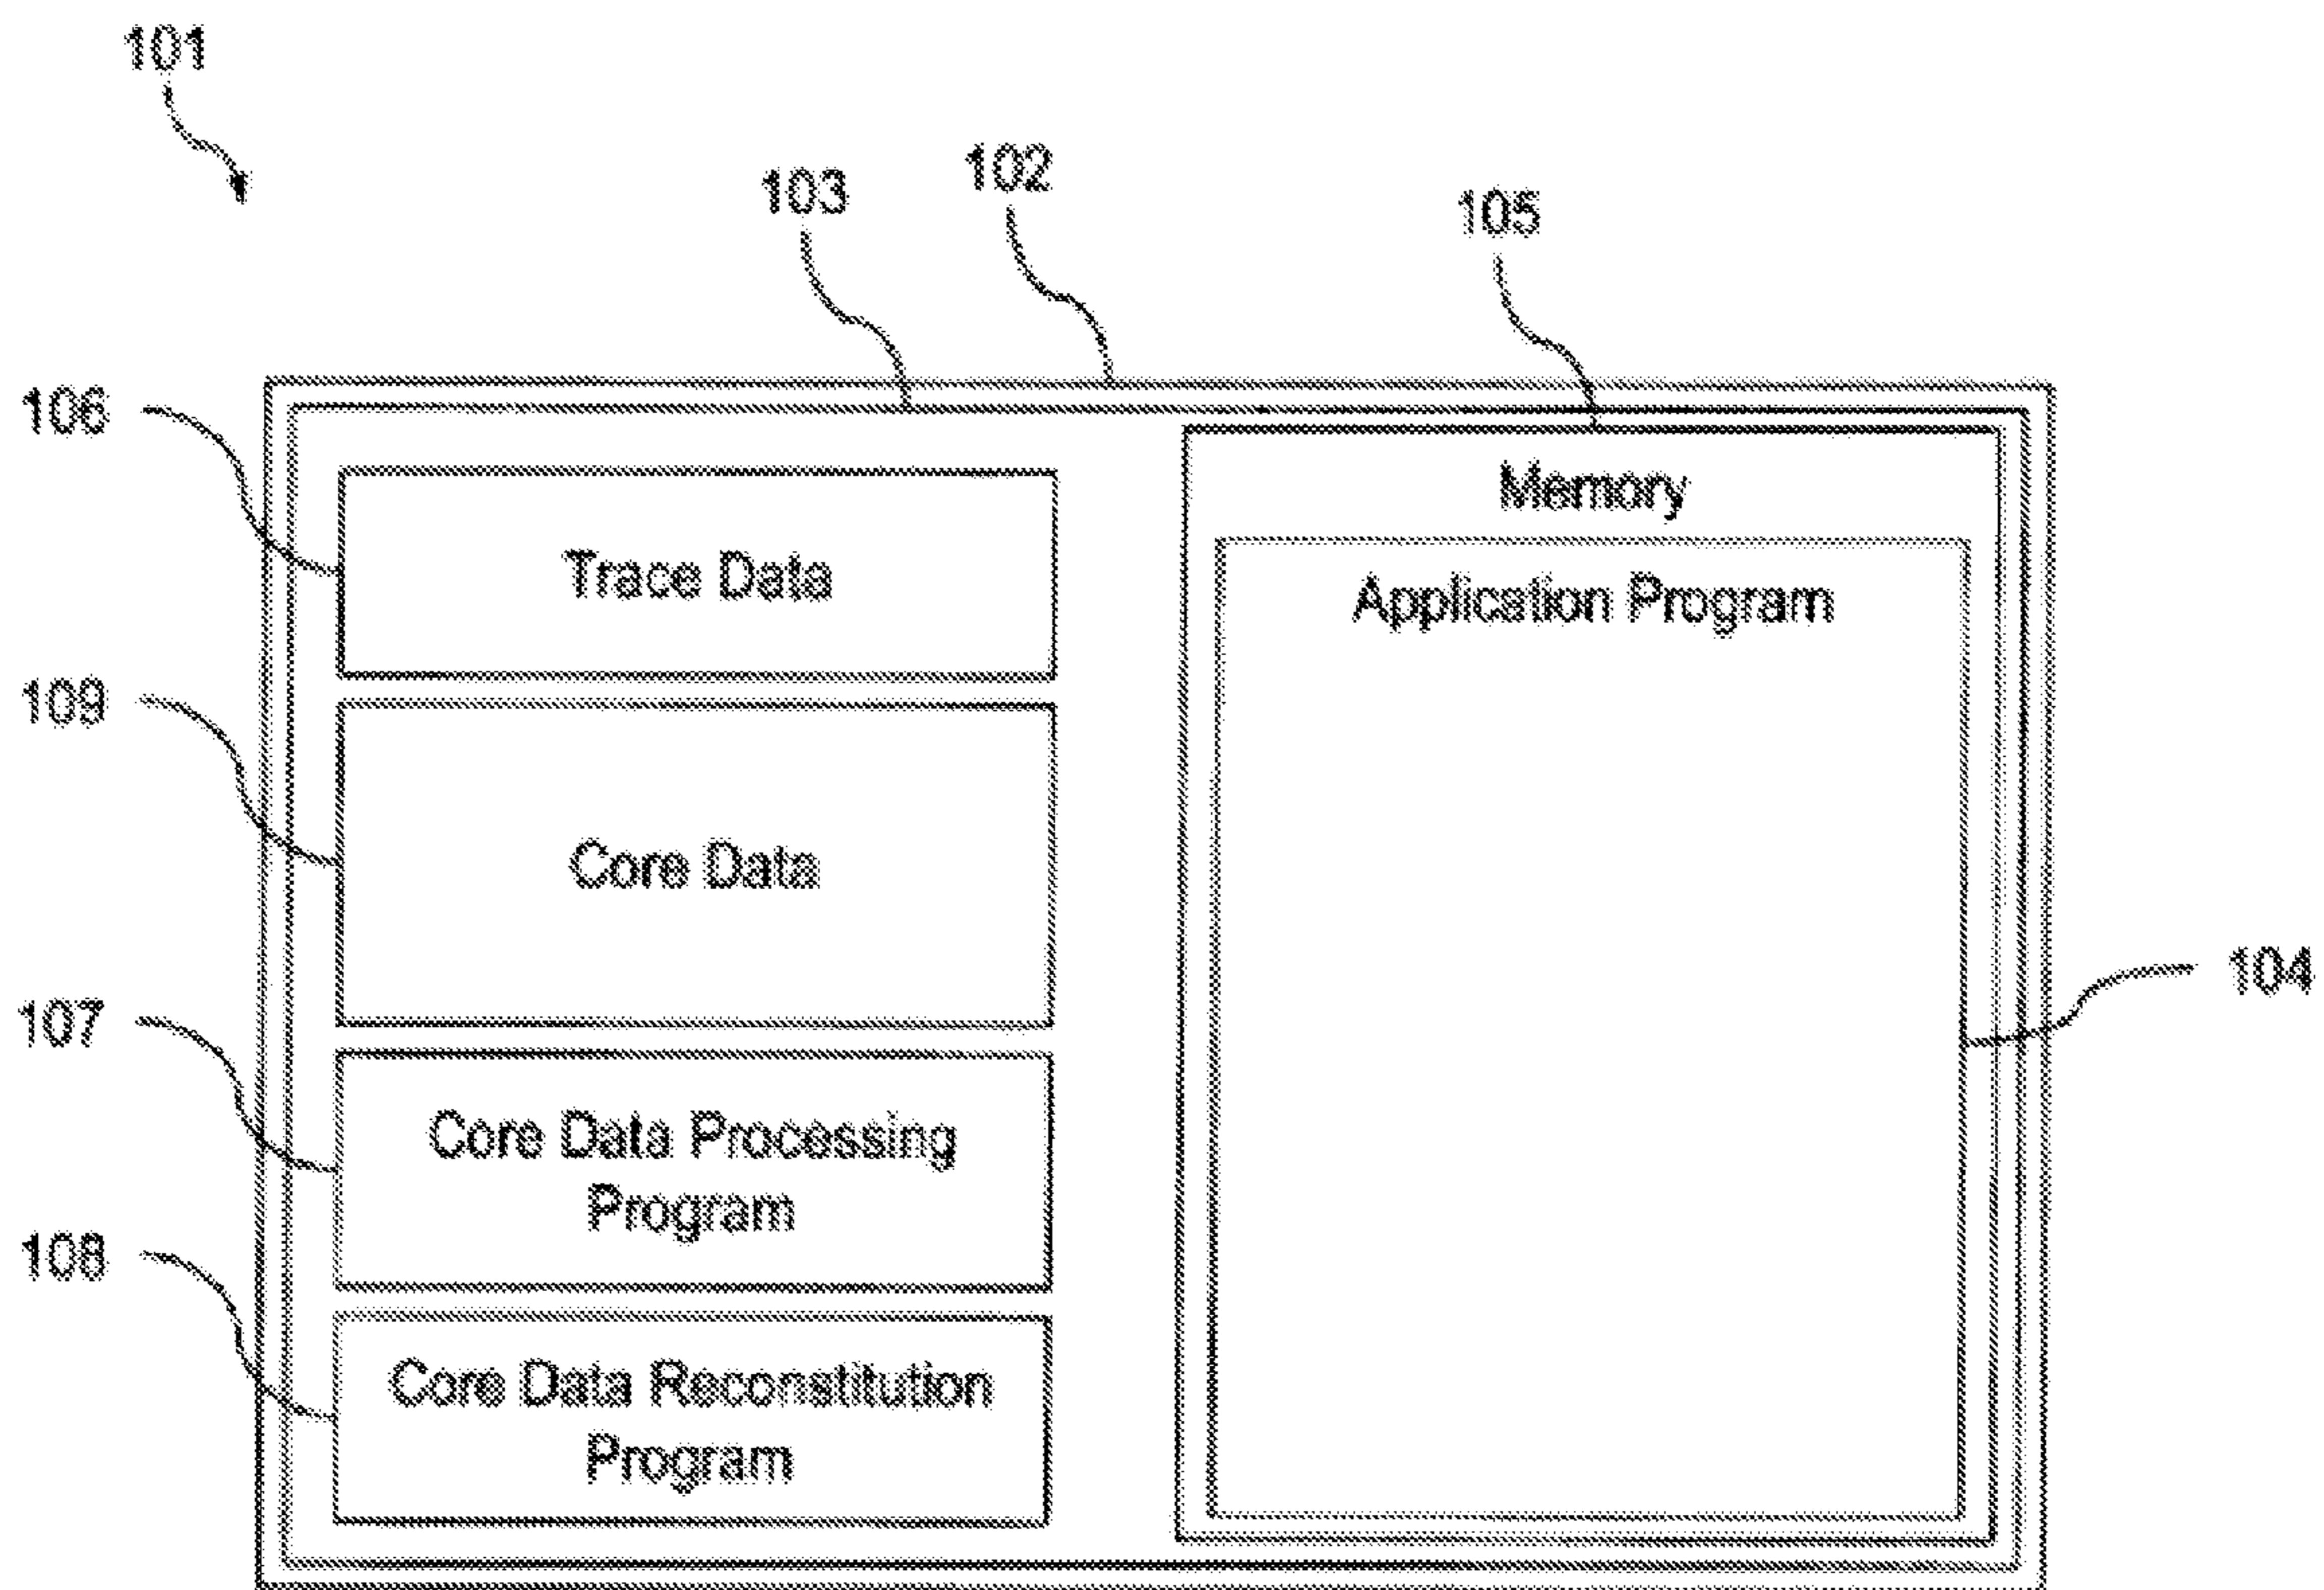 101
102
103
105
106
Memory
Trace Data
Application Program
109
Core Data
104
107
Core Data Processing
Program
108
Core Data Reconstitution
Program